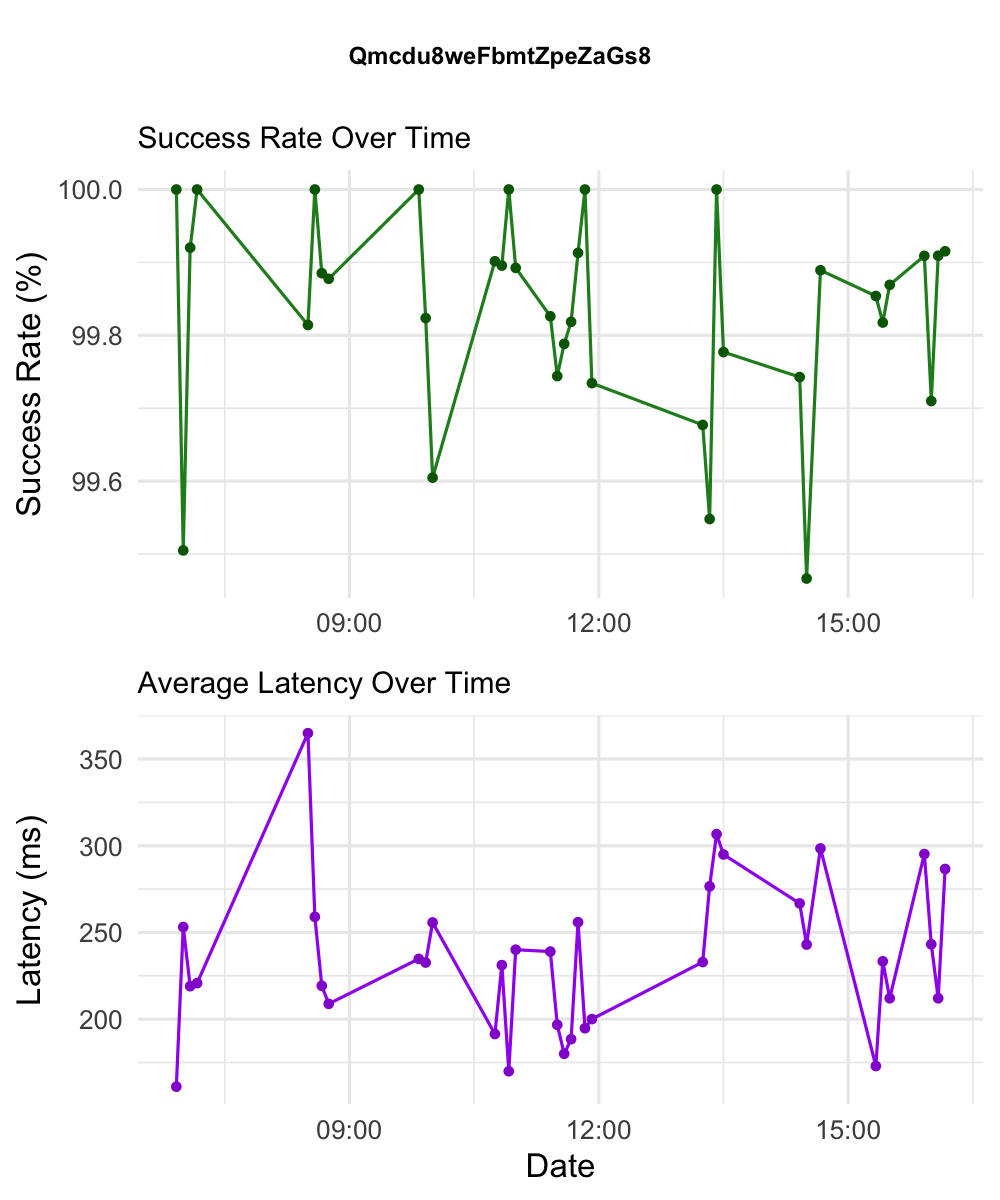 Qmcdu8weFbmtZpeZaGs8
Success Rate Over Time
Success Rate (%)
100.0
99.8
99.6
09:00 12:00 15:00
Average Latency Over Time
Latency (ms)
350
300
250
200
09:00 12:00 15:00
Date